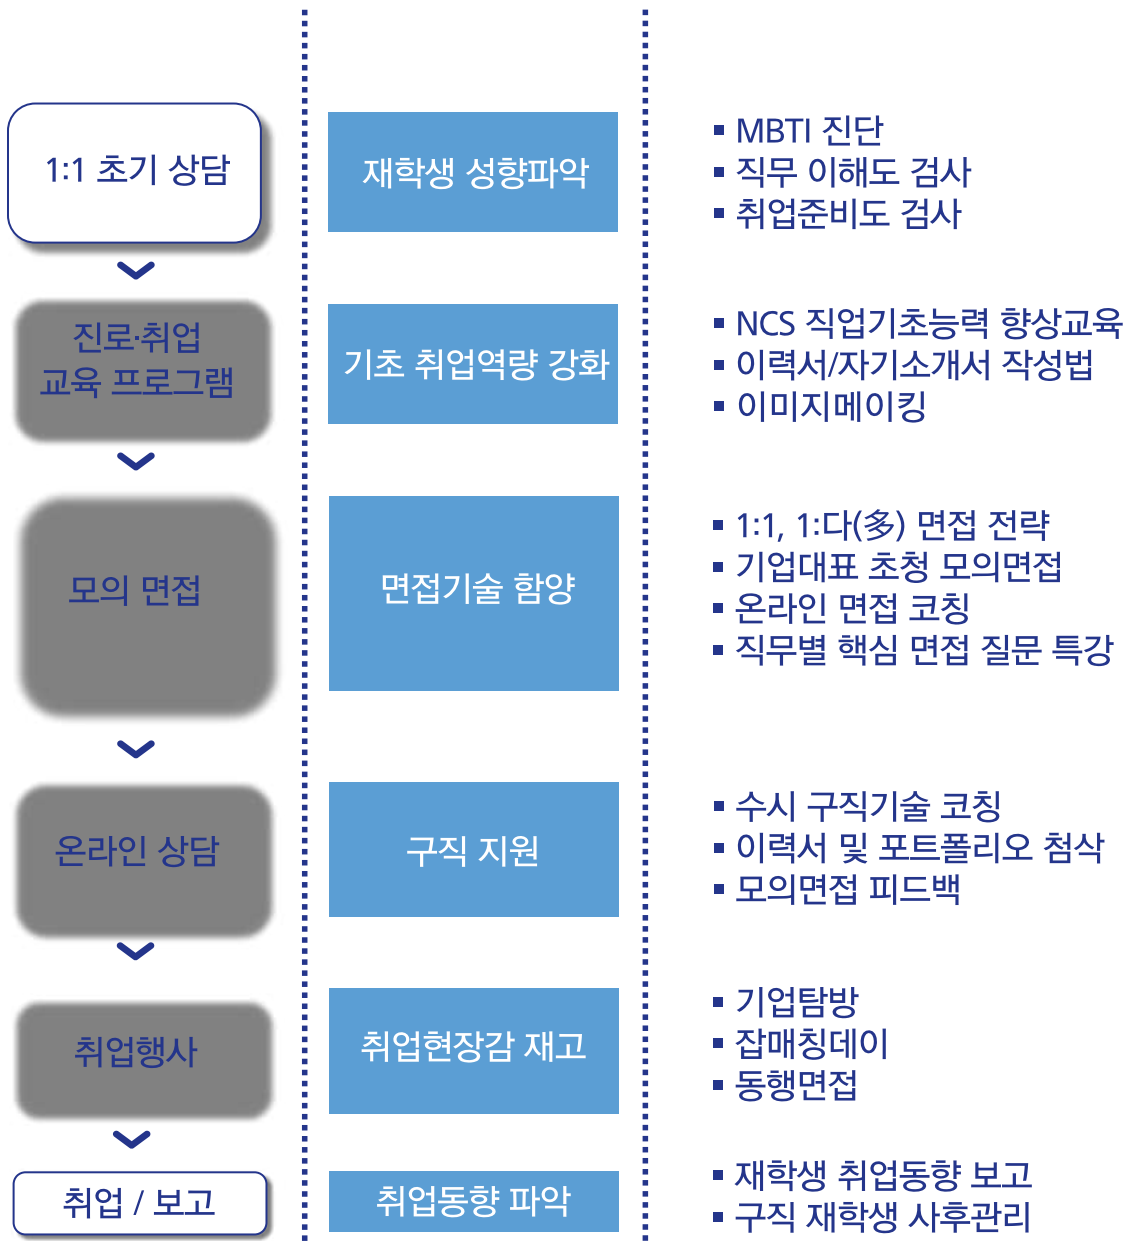 1:1 초기 상담
재학생 성향파악
▪ MBTI 진단
▪ 직무 이해도 검사
▪ 취업준비도 검사
진로·취업
교육 프로그램
기초 취업역량 강화
▪ NCS 직업기초능력 향상교육
▪ 이력서/자기소개서 작성법
▪ 이미지메이킹
모의 면접
면접기술 함양
▪ 1:1, 1:다(多) 면접 전략
▪ 기업대표 초청 모의면접
▪ 온라인 면접 코칭
▪ 직무별 핵심 면접 질문 특강
온라인 상담
구직 지원
▪ 수시 구직기술 코칭
▪ 이력서 및 포트폴리오 첨삭
▪ 모의면접 피드백
취업행사
취업현장감 재고
▪ 기업탐방
▪ 잡매칭데이
▪ 동행면접
취업 / 보고
취업동향 파악
▪ 재학생 취업동향 보고
▪ 구직 재학생 사후관리